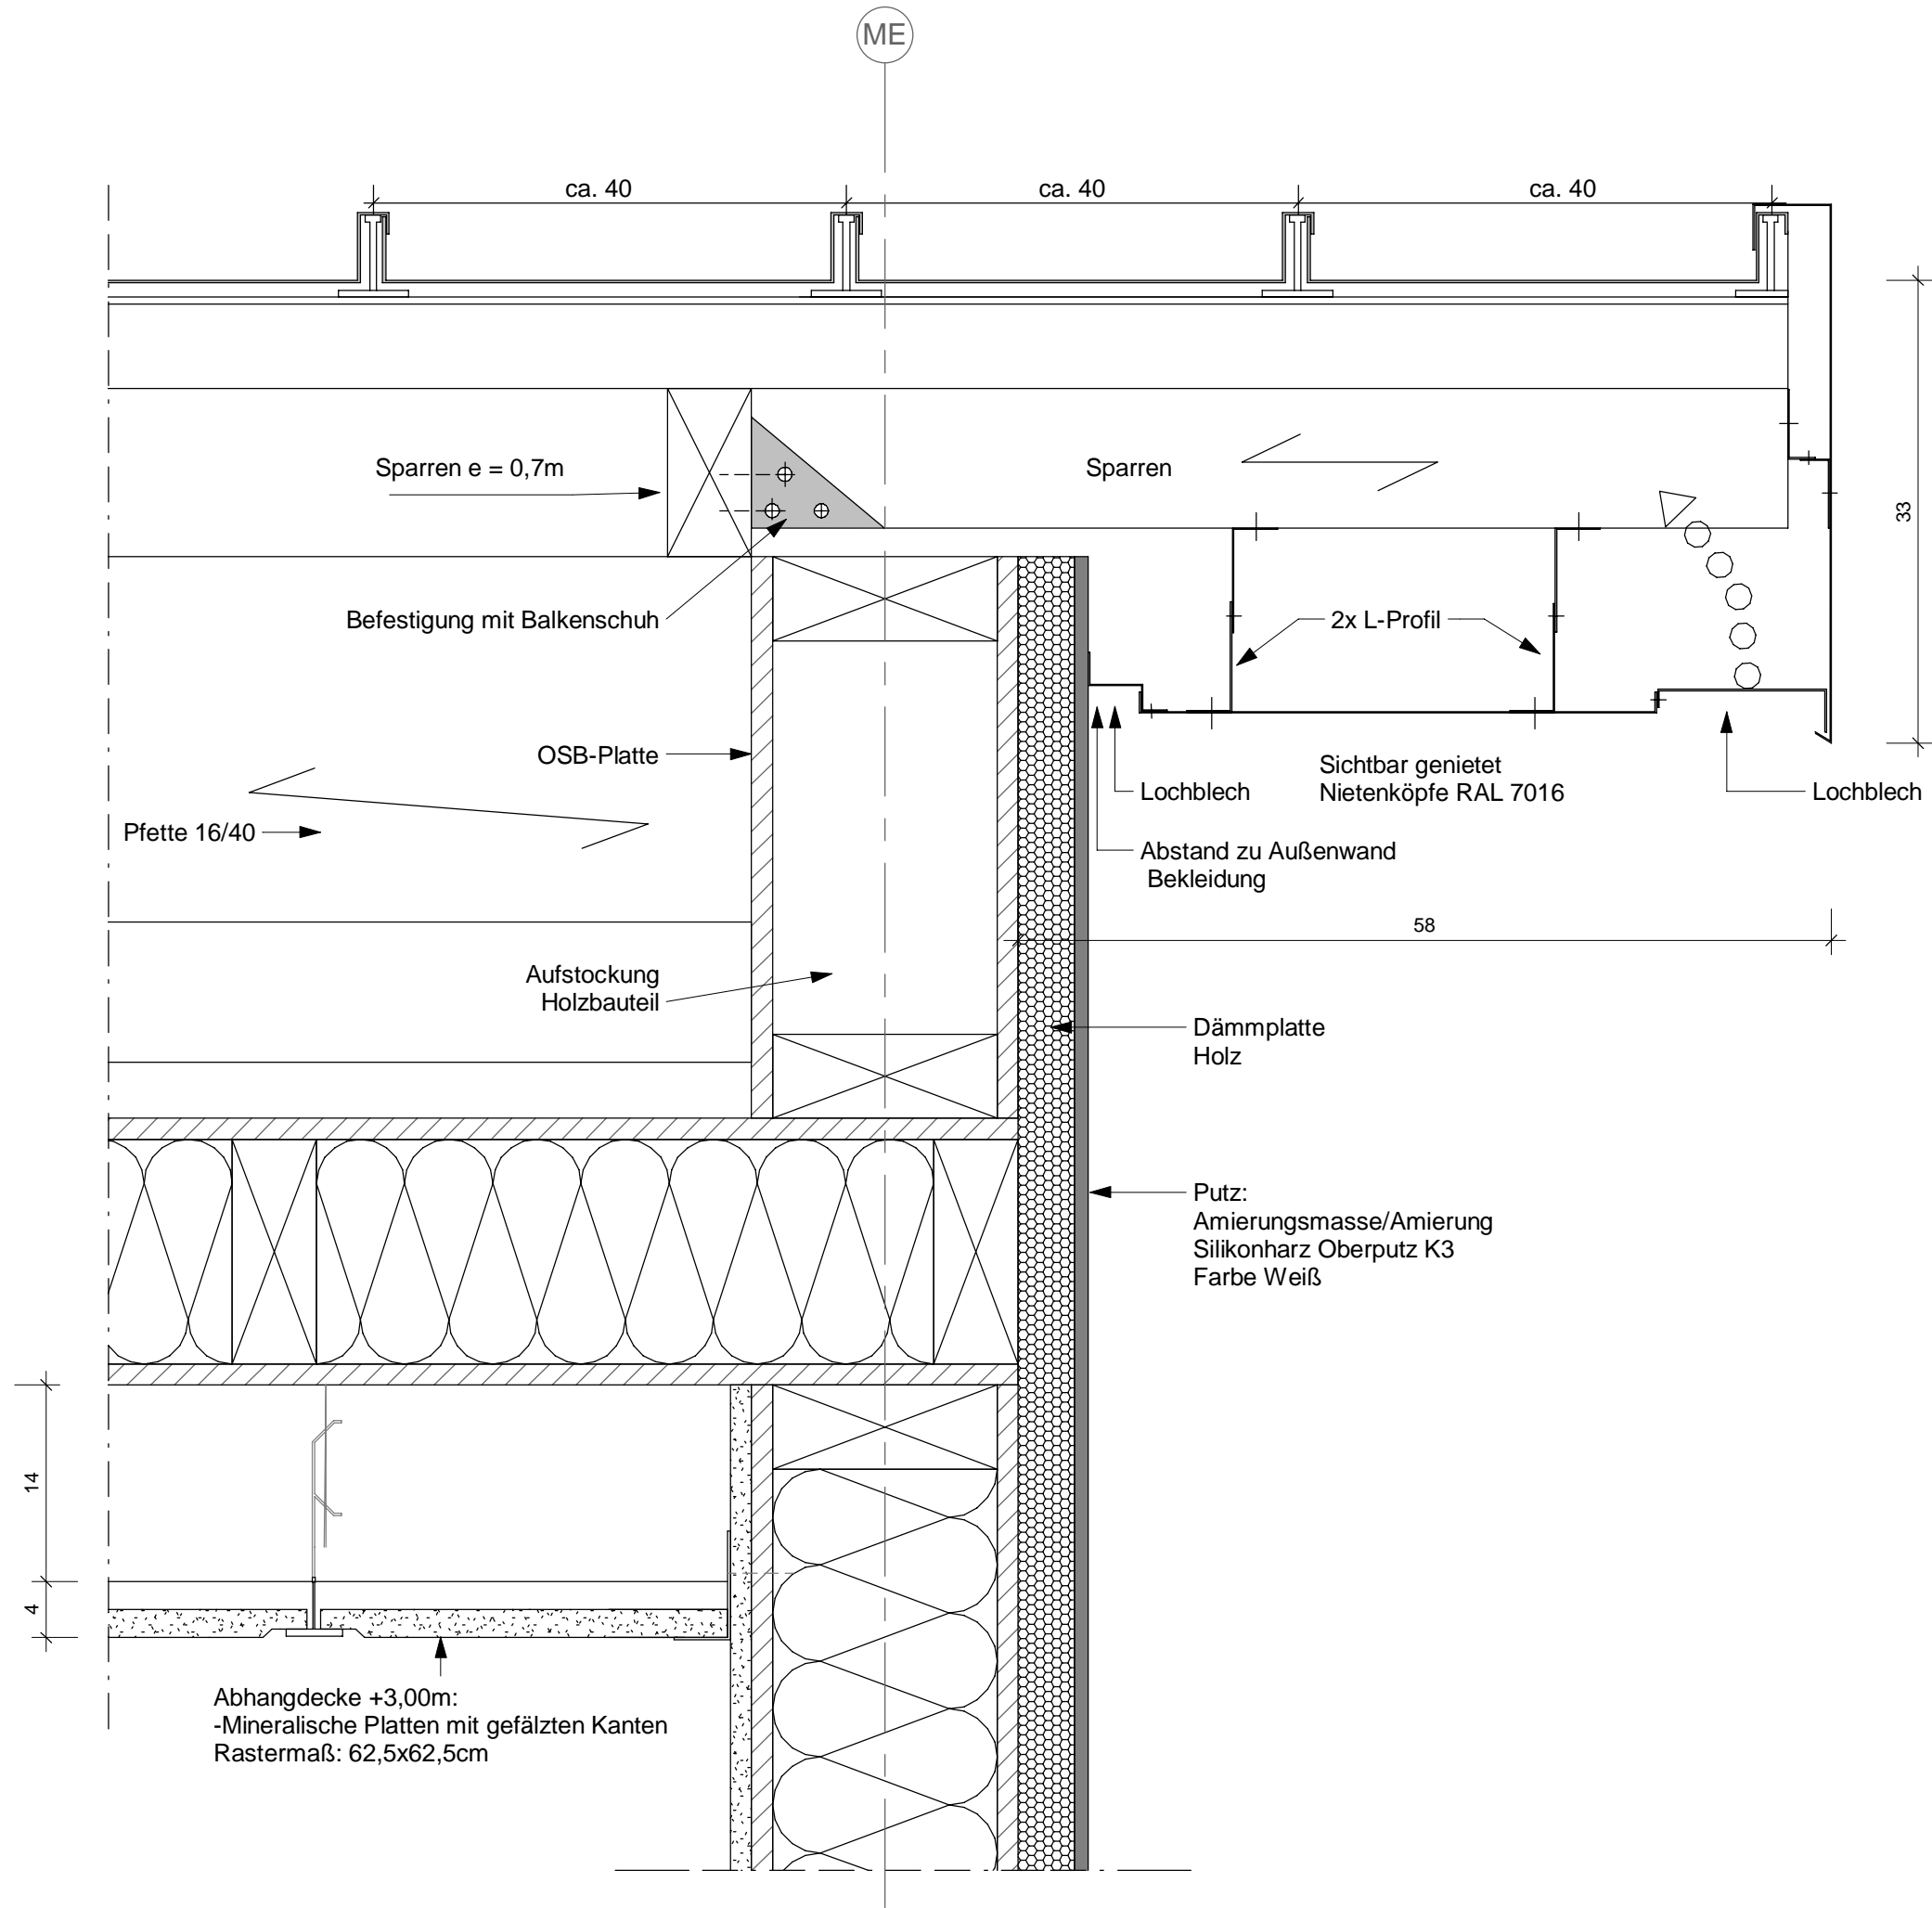 ME
ca. 40
ca. 40
ca. 40
Sparren e = 0,7m
Sparren
33
Befestigung mit Balkenschuh
2x L-Profil
OSB-Platte
Sichtbar genietet
Nietenköpfe RAL 7016
Lochblech
Lochblech
Pfette 16/40
Abstand zu Außenwand
Bekleidung
58
Aufstockung
Holzbauteil
Dämmplatte
Holz
Putz:
Amierungsmasse/Amierung
Silikonharz Oberputz K3
Farbe Weiß
14
4
Abhangdecke +3,00m:
-Mineralische Platten mit gefälzten Kanten
Rastermaß: 62,5x62,5cm